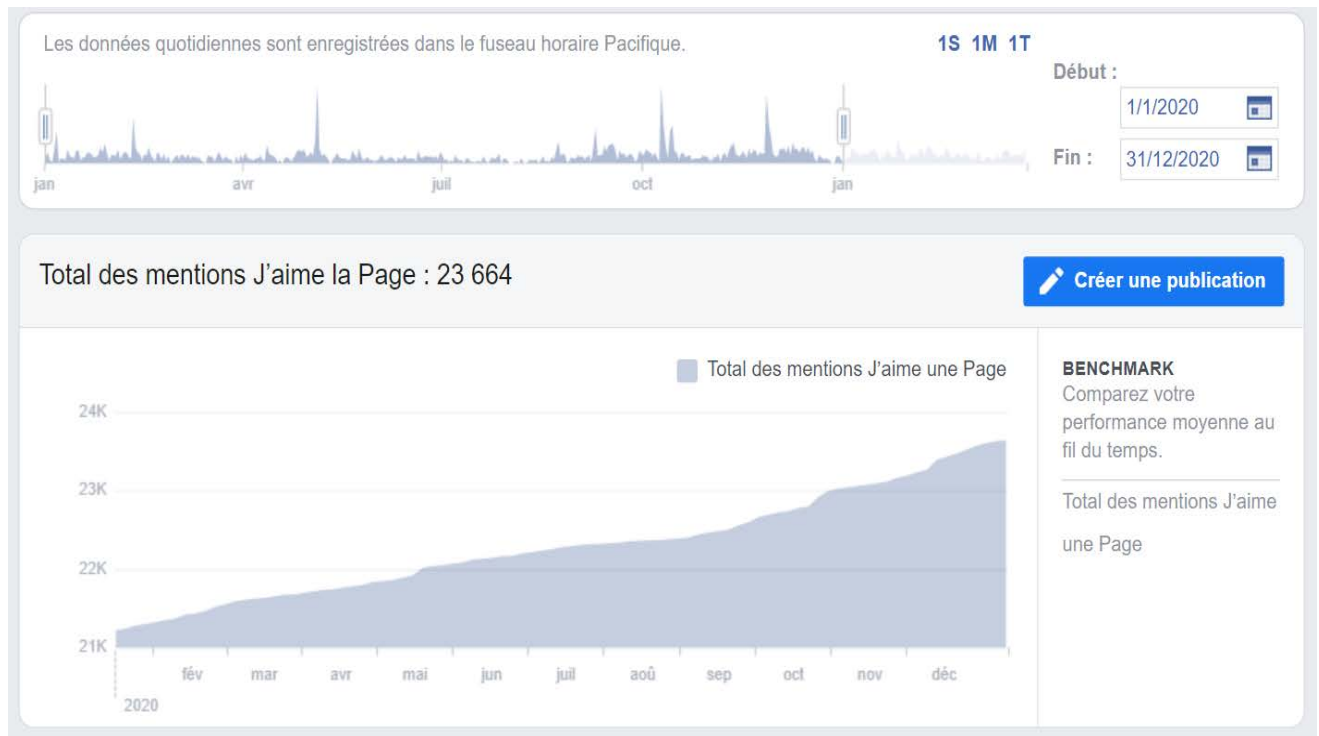 Les données quotidiennes sont enregistrées dans le fuseau horaire Pacifique.
1S 1M 1T
Début :
1/1/2020
Fin :
31/12/2020
jan avr juil oct jan
Total des mentions J’aime la Page : 23 664
Créer une publication
Total des mentions J’aime une Page
24K
23K
22K
21K
fév mar avr mai jun juil aoû sep oct nov déc
2020
BENCHMARK
Comparez votre
performance moyenne au
fil du temps.
Total des mentions J’aime
une Page